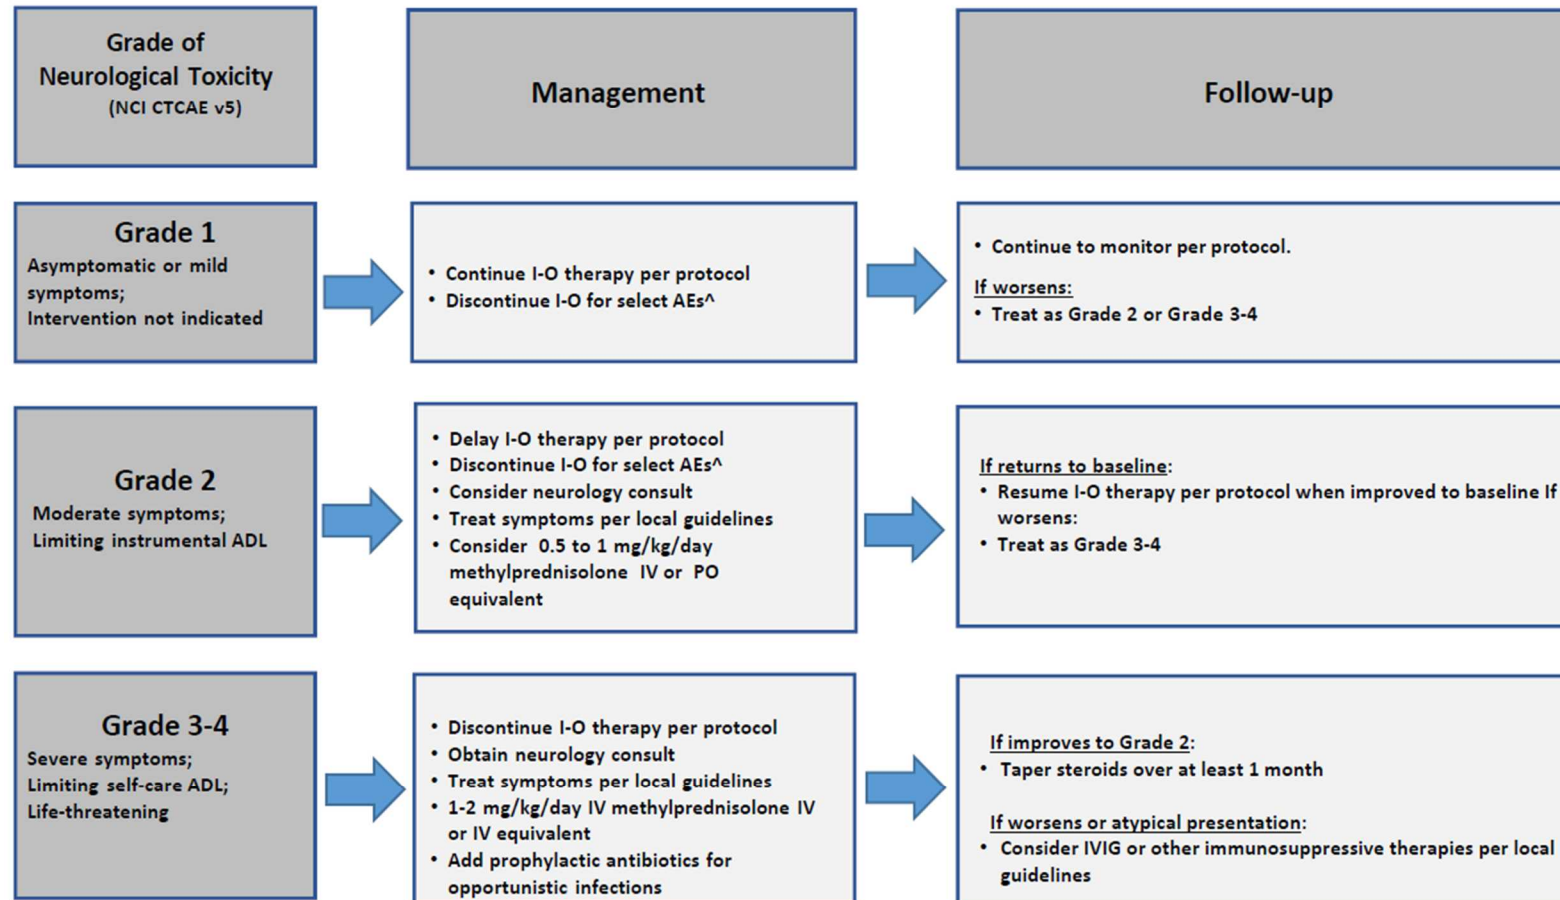 Grade of
Neurological Toxicity
(NCI CTCAE v5)
Management
Follow-up
Grade 1
Asymptomatic or mild
symptoms;
Intervention not indicated
• Continue I-O therapy per protocol
• Discontinue I-O for select AEs^
• Continue to monitor per protocol.
If worsens:
• Treat as Grade 2 or Grade 3-4
Grade 2
Moderate symptoms;
Limiting instrumental ADL
• Delay I-O therapy per protocol
• Discontinue I-O for select AEs^
• Consider neurology consult
• Treat symptoms per local guidelines
• Consider 0.5 to 1 mg/kg/day
methylprednisolone IV or PO
equivalent
If returns to baseline:
• Resume I-O therapy per protocol when improved to baseline If
worsens:
• Treat as Grade 3-4
Grade 3-4
Severe symptoms;
Limiting self-care ADL;
Life-threatening
• Discontinue I-O therapy per protocol
• Obtain neurology consult
• Treat symptoms per local guidelines
• 1-2 mg/kg/day IV methylprednisolone IV
or IV equivalent
• Add prophylactic antibiotics for
opportunistic infections
If improves to Grade 2:
• Taper steroids over at least 1 month
If worsens or atypical presentation:
• Consider IVIG or other immunosuppressive therapies per local
guidelines